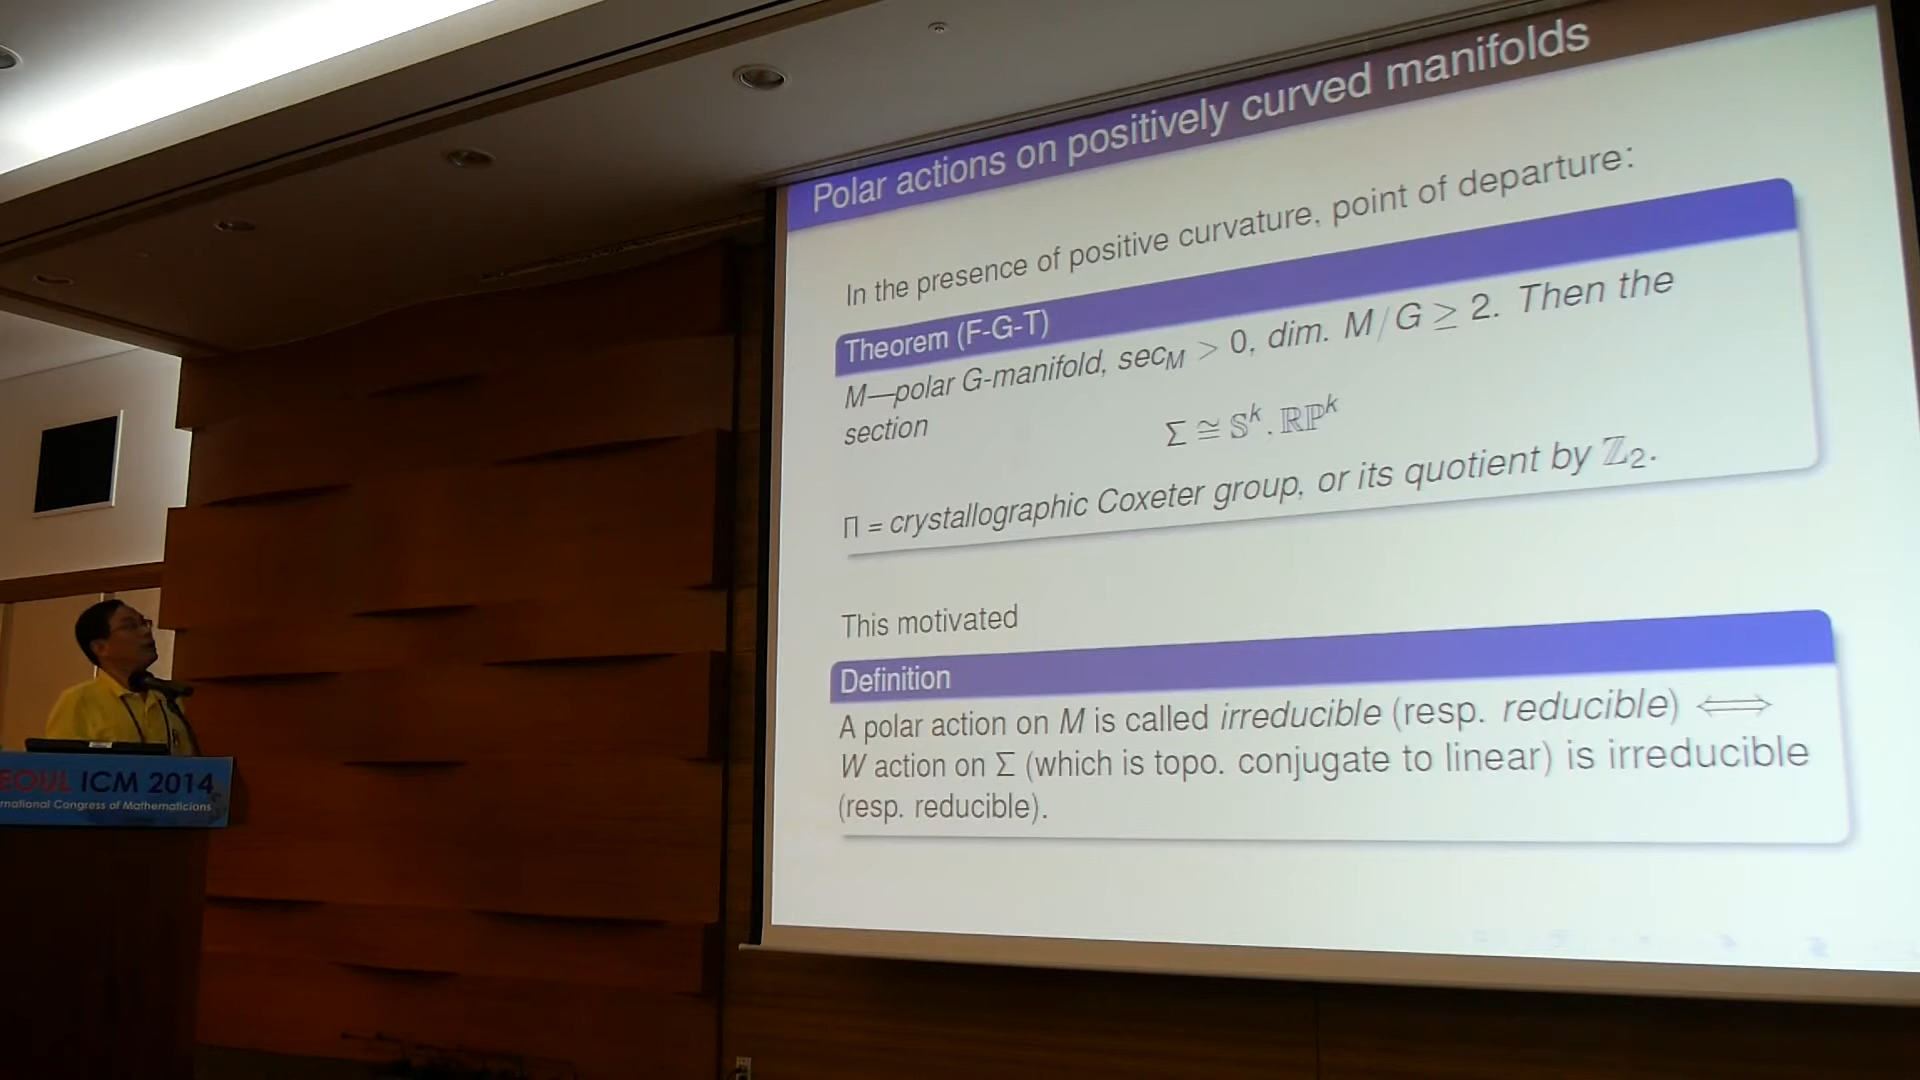 Polar actions on positively curved manifolds
In the presence of positive curvature, point of departure:
Theorem (F-G-T)
M—polar G-manifold, sec_M > 0, dim. M/G ≥ 2. Then the
section
Σ ≅ 𝕊^k, ℝℙ^k
Π = crystallographic Coxeter group, or its quotient by ℤ₂.
This motivated
Definition
A polar action on M is called irreducible (resp. reducible) ⟺
W action on Σ (which is topo. conjugate to linear) is irreducible
(resp. reducible).
EOUL ICM 2014
rnational Congress of Mathematicians